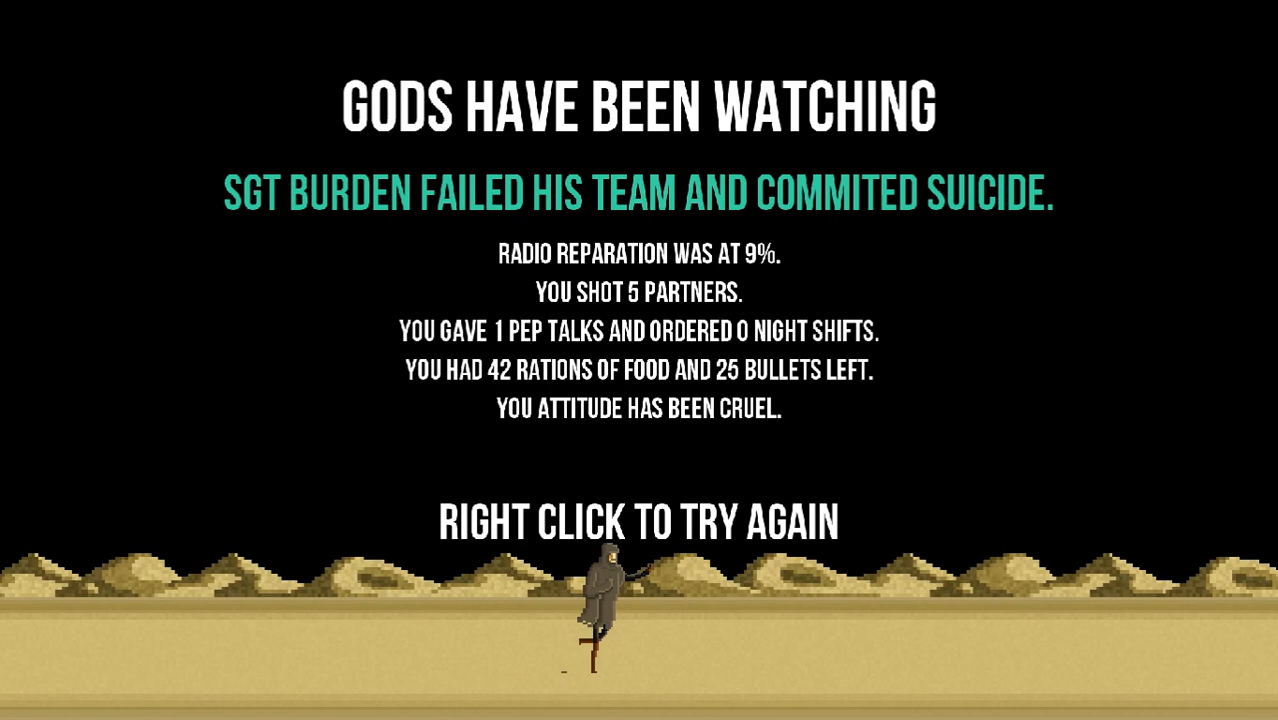 GODS HAVE BEEN WATCHING
SGT BURDEN FAILED HIS TEAM AND COMMITED SUICIDE.
RADIO REPARATION WAS AT 9%.
YOU SHOT 5 PARTNERS.
YOU GAVE 1 PEP TALKS AND ORDERED 0 NIGHT SHIFTS.
YOU HAD 42 RATIONS OF FOOD AND 25 BULLETS LEFT.
YOU ATTITUDE HAS BEEN CRUEL.
RIGHT CLICK TO TRY AGAIN